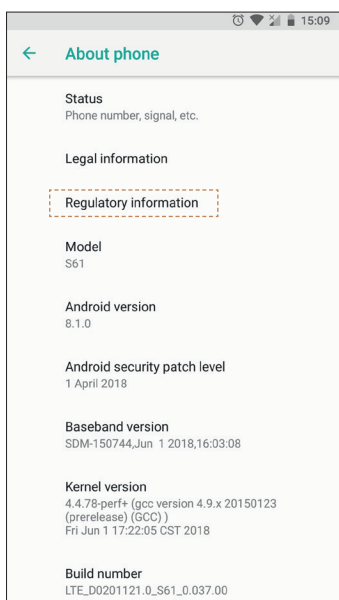 15:09
About phone
Status
Phone number, signal, etc.
Legal information
Regulatory information
Model
S61
Android version
8.1.0
Android security patch level
1 April 2018
Baseband version
SDM-150744,Jun 1 2018,16:03:08
Kernel version
4.4.78-perf+ (gcc version 4.9.x 20150123
(prerelease) (GCC) )
Fri Jun 1 17:22:05 CST 2018
Build number
LTE_D0201121.0_S61_0.037.00